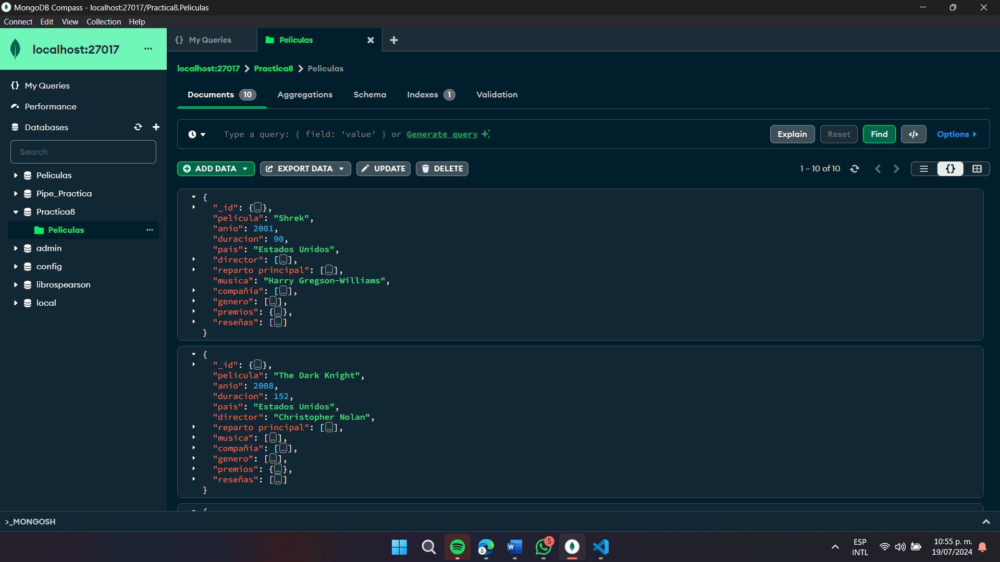 MongoDB Compass - localhost:27017/Practica8.Peliculas
Connect Edit View Collection Help
localhost:27017 ...
My Queries
Performance
Databases
Search
Peliculas
Pipe_Practica
Practica8
Peliculas ...
admin
config
librospearson
local
{} My Queries
Peliculas
localhost:27017 > Practica8 > Peliculas
Documents 10 Aggregations Schema Indexes 1 Validation
Type a query: { field: 'value' } or Generate query
Explain Reset Find </> Options
ADD DATA EXPORT DATA UPDATE DELETE
1 – 10 of 10
{
"_id": {…},
"pelicula": "Shrek",
"anio": 2001,
"duracion": 90,
"pais": "Estados Unidos",
"director": […],
"reparto principal": […],
"musica": "Harry Gregson-Williams",
"compañía": […],
"genero": […],
"premios": {…},
"reseñas": […]
}
{
"_id": {…},
"pelicula": "The Dark Knight",
"anio": 2008,
"duracion": 152,
"pais": "Estados Unidos",
"director": "Christopher Nolan",
"reparto principal": […],
"musica": […],
"compañía": […],
"genero": […],
"premios": {…},
"reseñas": […]
}
{
>_MONGOSH
W
5
ESP
INTL
10:55 p. m.
19/07/2024